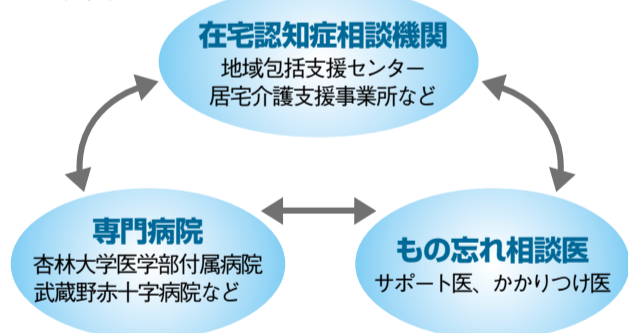 在宅認知症相談機関
地域包括支援センター
居宅介護支援事業所など
専門病院
杏林大学医学部付属病院
武蔵野赤十字病院など
もの忘れ相談医
サポート医、かかりつけ医